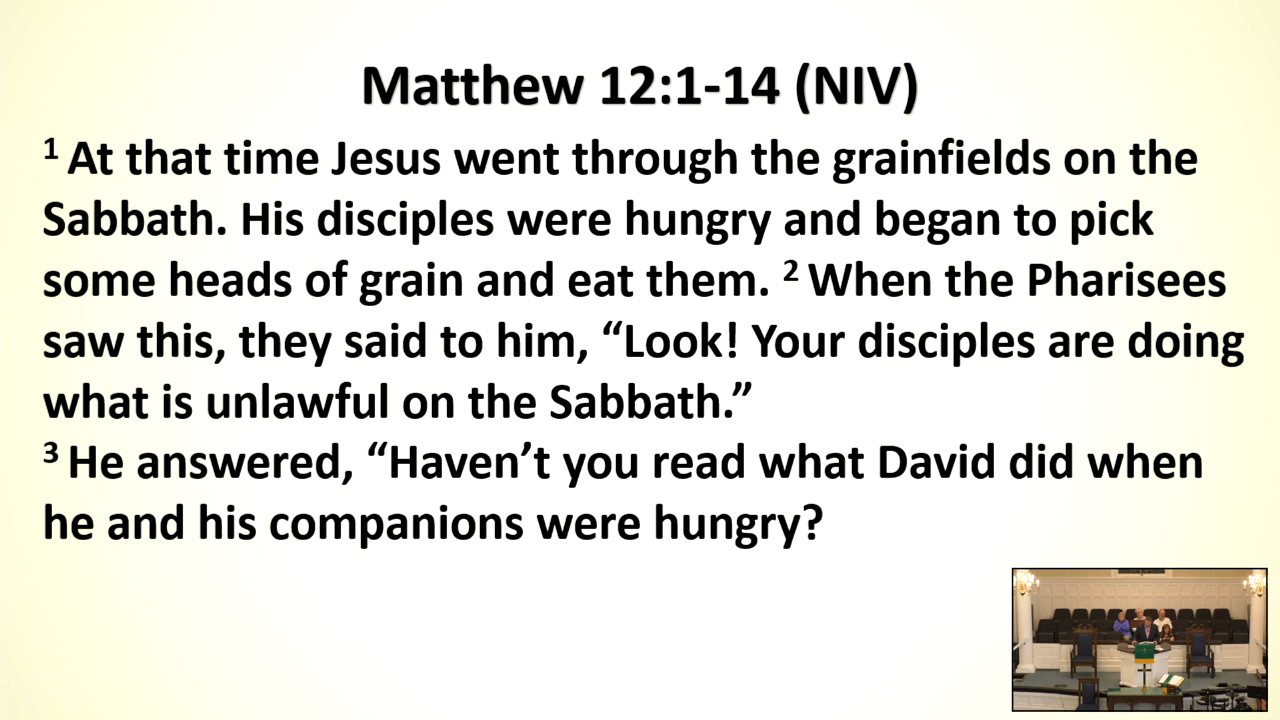 Matthew 12:1-14 (NIV)
1 At that time Jesus went through the grainfields on the
Sabbath. His disciples were hungry and began to pick
some heads of grain and eat them. 2 When the Pharisees
saw this, they said to him, “Look! Your disciples are doing
what is unlawful on the Sabbath.”
3 He answered, “Haven’t you read what David did when
he and his companions were hungry?